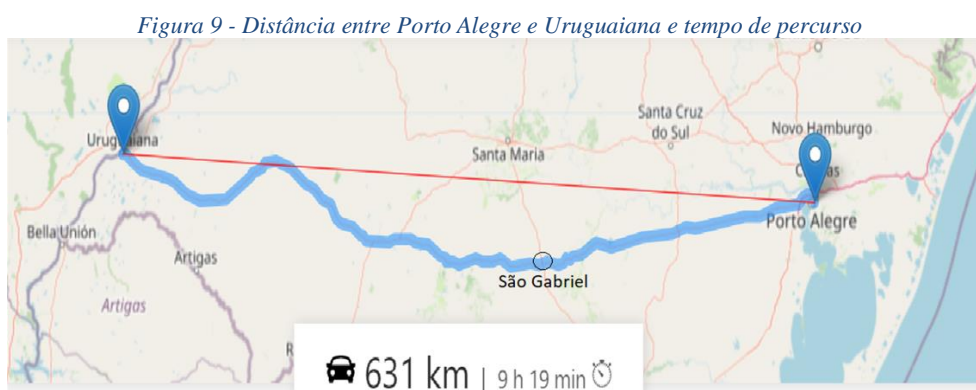 Figura 9 - Distância entre Porto Alegre e Uruguaiana e tempo de percurso
Santa Cruz
do Sul
Novo Hamburgo
Santa Maria
Bella Unión
Artigas
Porto Alegre
São Gabriel
Artigas
631 km | 9 h 19 min